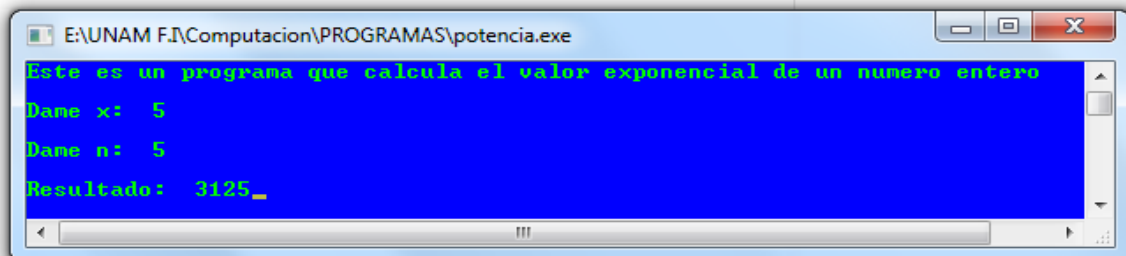 E:\UNAM F.I\Computacion\PROGRAMAS\potencia.exe
Este es un programa que calcula el valor exponencial de un numero entero
Dame x: 5
Dame n: 5
Resultado: 3125_